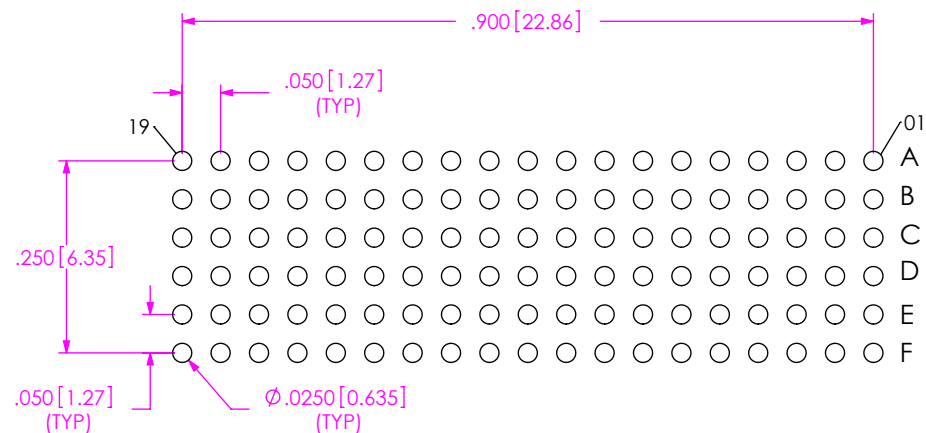 .900 [22.86]
.050 [1.27]
(TYP)
19
01
A
B
C
.250 [6.35]
D
E
F
.050 [1.27]
(TYP)
Ø .0250 [0.635]
(TYP)